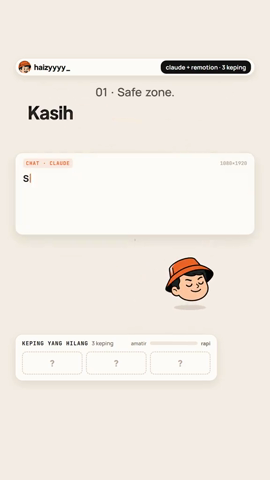 haizyyyy_
claude + remotion · 3 keping
01 · Safe zone.
Kasih
CHAT · CLAUDE
1080×1920
S
KEPING YANG HILANG 3 keping
amatir
rapi
?
?
?